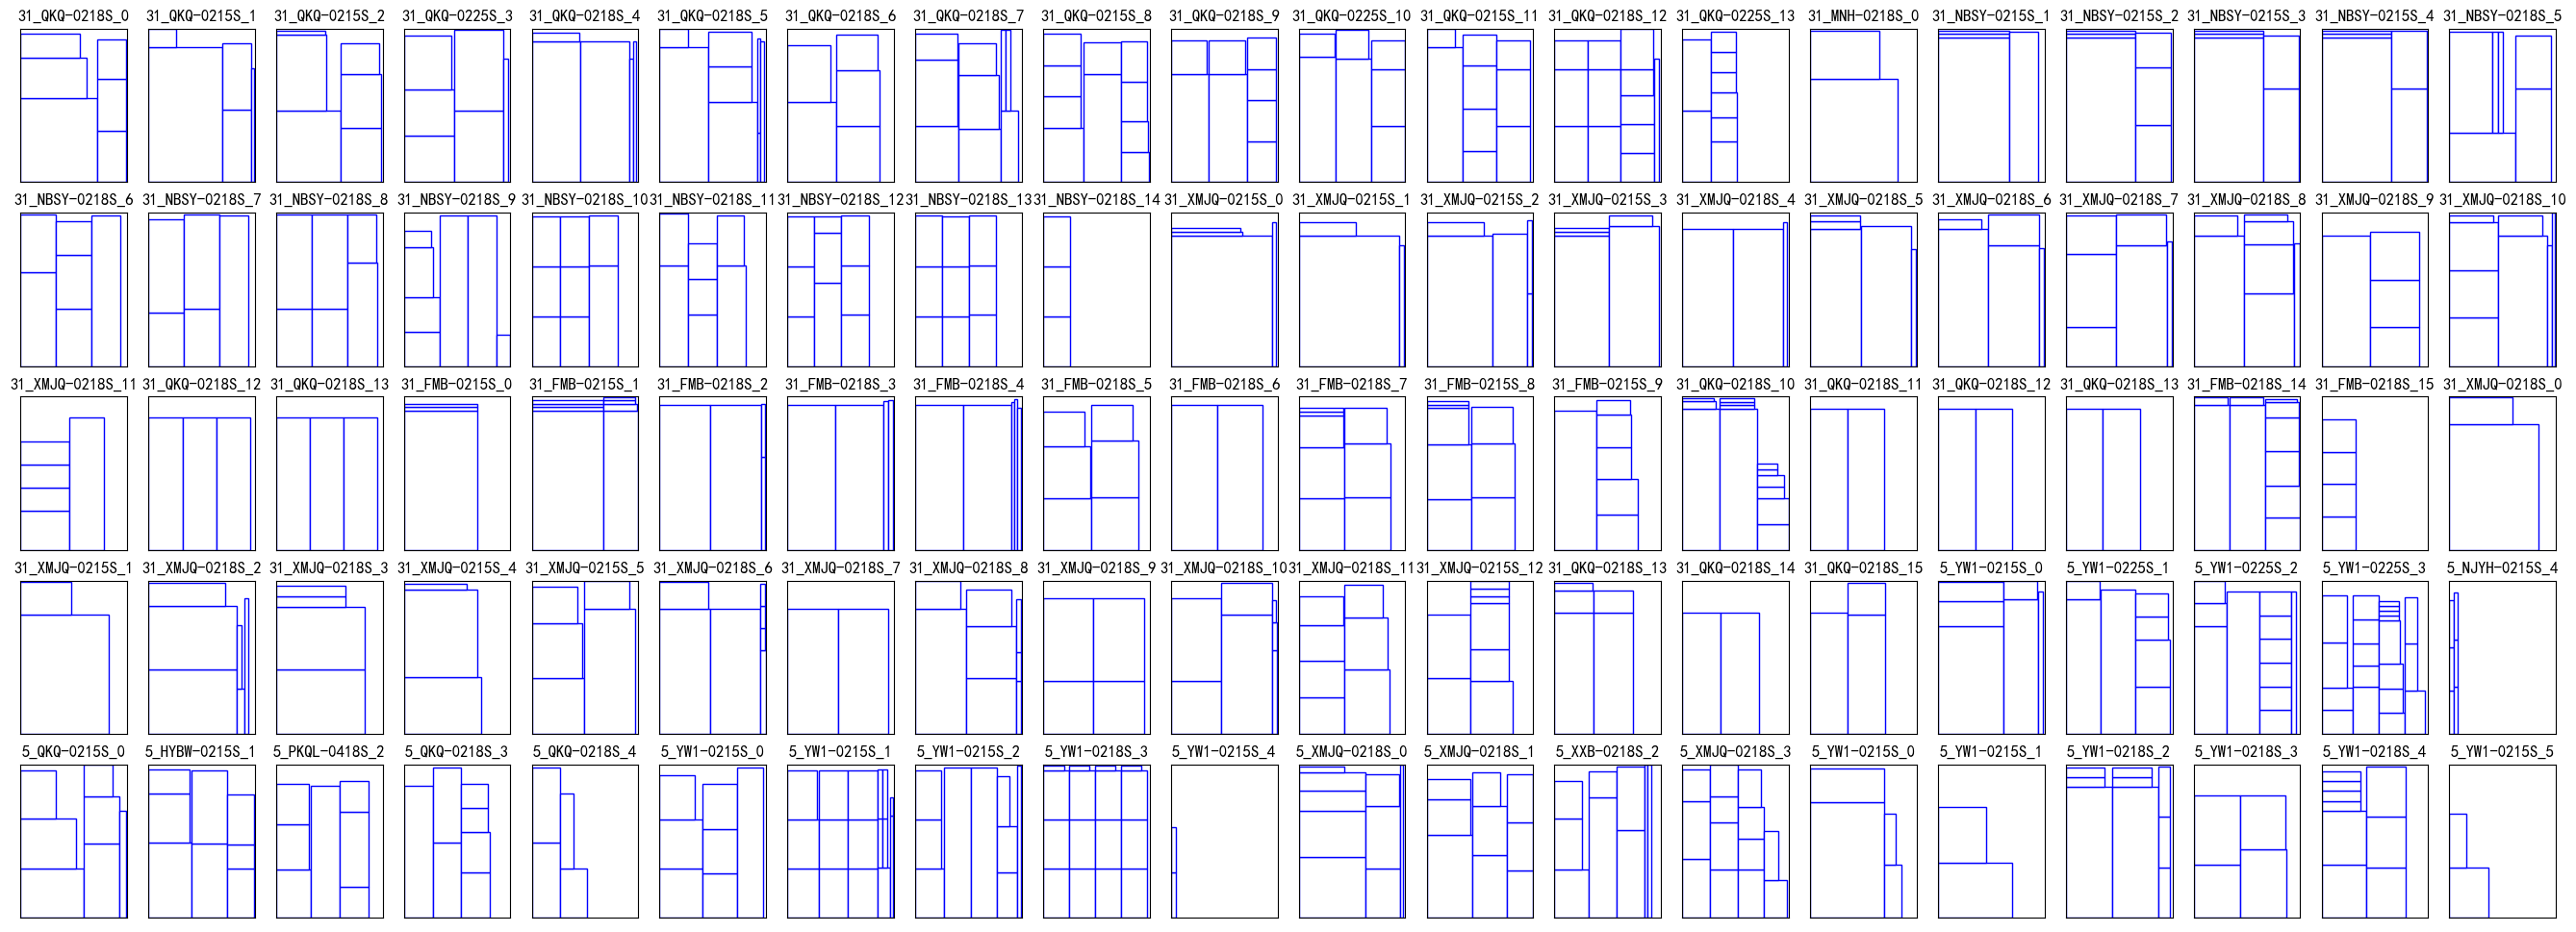 31_QKQ-0218S_0 31_QKQ-0215S_1 31_QKQ-0215S_2 31_QKQ-0225S_3 31_QKQ-0218S_4 31_QKQ-0218S_5 31_QKQ-0218S_6 31_QKQ-0218S_7 31_QKQ-0215S_8 31_QKQ-0218S_9 31_QKQ-0225S_10 31_QKQ-0215S_11 31_QKQ-0218S_12 31_QKQ-0225S_13 31_MNH-0218S_0 31_NBSY-0215S_1 31_NBSY-0215S_2 31_NBSY-0215S_3 31_NBSY-0215S_4 31_NBSY-0218S_5
31_NBSY-0218S_6 31_NBSY-0218S_7 31_NBSY-0218S_8 31_NBSY-0218S_9 31_NBSY-0218S_10 31_NBSY-0218S_11 31_NBSY-0218S_12 31_NBSY-0218S_13 31_NBSY-0218S_14 31_XMJQ-0215S_0 31_XMJQ-0215S_1 31_XMJQ-0215S_2 31_XMJQ-0215S_3 31_XMJQ-0218S_4 31_XMJQ-0218S_5 31_XMJQ-0218S_6 31_XMJQ-0218S_7 31_XMJQ-0218S_8 31_XMJQ-0218S_9 31_XMJQ-0218S_10
31_XMJQ-0218S_11 31_QKQ-0218S_12 31_QKQ-0218S_13 31_FMB-0215S_0 31_FMB-0215S_1 31_FMB-0218S_2 31_FMB-0218S_3 31_FMB-0218S_4 31_FMB-0218S_5 31_FMB-0218S_6 31_FMB-0218S_7 31_FMB-0215S_8 31_FMB-0215S_9 31_QKQ-0218S_10 31_QKQ-0218S_11 31_QKQ-0218S_12 31_QKQ-0218S_13 31_FMB-0218S_14 31_FMB-0218S_15 31_XMJQ-0218S_0
31_XMJQ-0215S_1 31_XMJQ-0218S_2 31_XMJQ-0218S_3 31_XMJQ-0215S_4 31_XMJQ-0215S_5 31_XMJQ-0218S_6 31_XMJQ-0218S_7 31_XMJQ-0218S_8 31_XMJQ-0218S_9 31_XMJQ-0218S_10 31_XMJQ-0218S_11 31_XMJQ-0215S_12 31_QKQ-0218S_13 31_QKQ-0218S_14 31_QKQ-0218S_15 5_YW1-0215S_0 5_YW1-0225S_1 5_YW1-0225S_2 5_YW1-0225S_3 5_NJYH-0215S_4
5_QKQ-0215S_0 5_HYBW-0215S_1 5_PKQL-0418S_2 5_QKQ-0218S_3 5_QKQ-0218S_4 5_YW1-0215S_0 5_YW1-0215S_1 5_YW1-0215S_2 5_YW1-0218S_3 5_YW1-0215S_4 5_XMJQ-0218S_0 5_XMJQ-0218S_1 5_XXB-0218S_2 5_XMJQ-0218S_3 5_YW1-0215S_0 5_YW1-0215S_1 5_YW1-0218S_2 5_YW1-0218S_3 5_YW1-0218S_4 5_YW1-0215S_5